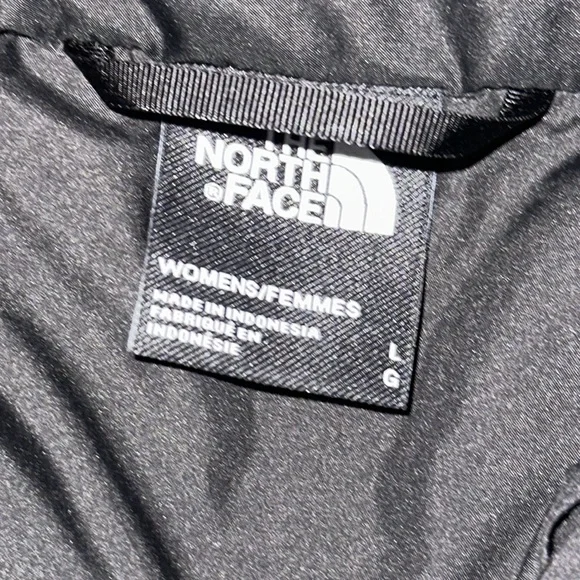 THE
NORTH
®FACE
WOMENS/FEMMES
MADE IN INDONESIA
FABRIQUÉ EN
INDONÉSIE
L
G